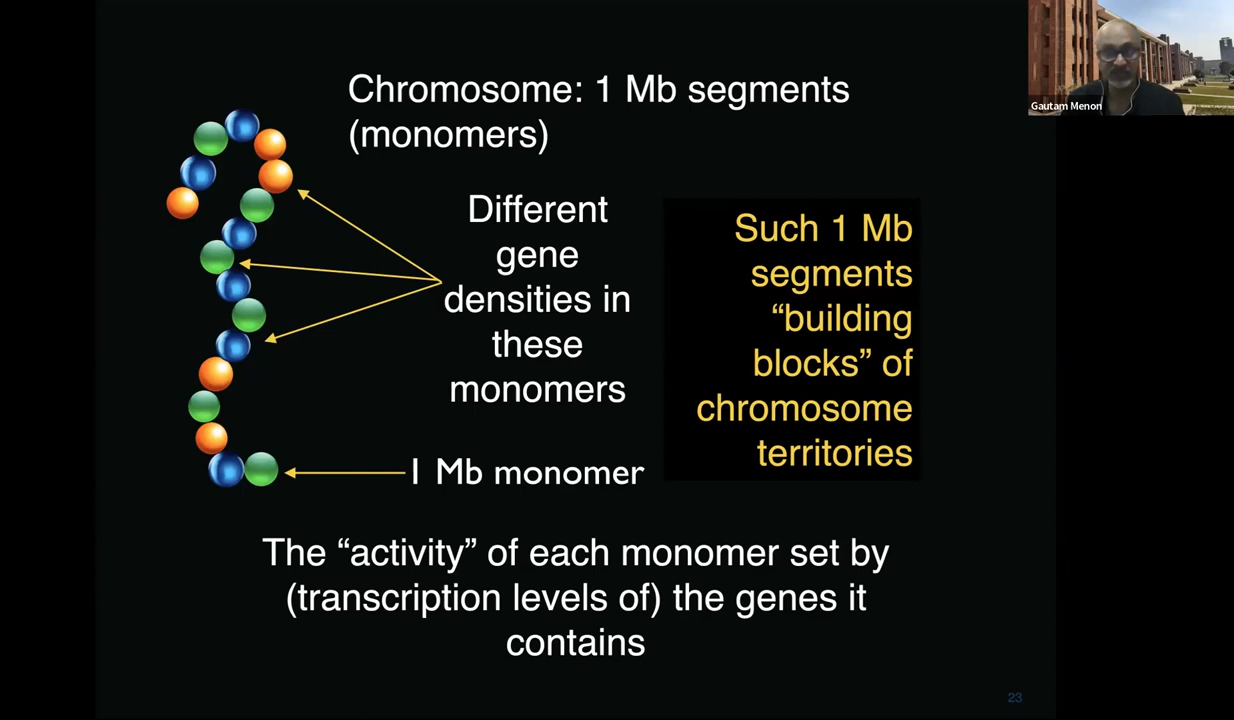 Chromosome: 1 Mb segments
(monomers)
Different
gene
densities in
these
monomers
Such 1 Mb
segments
“building
blocks” of
chromosome
territories
1 Mb monomer
The “activity” of each monomer set by
(transcription levels of) the genes it
contains
23
Gautam Menon